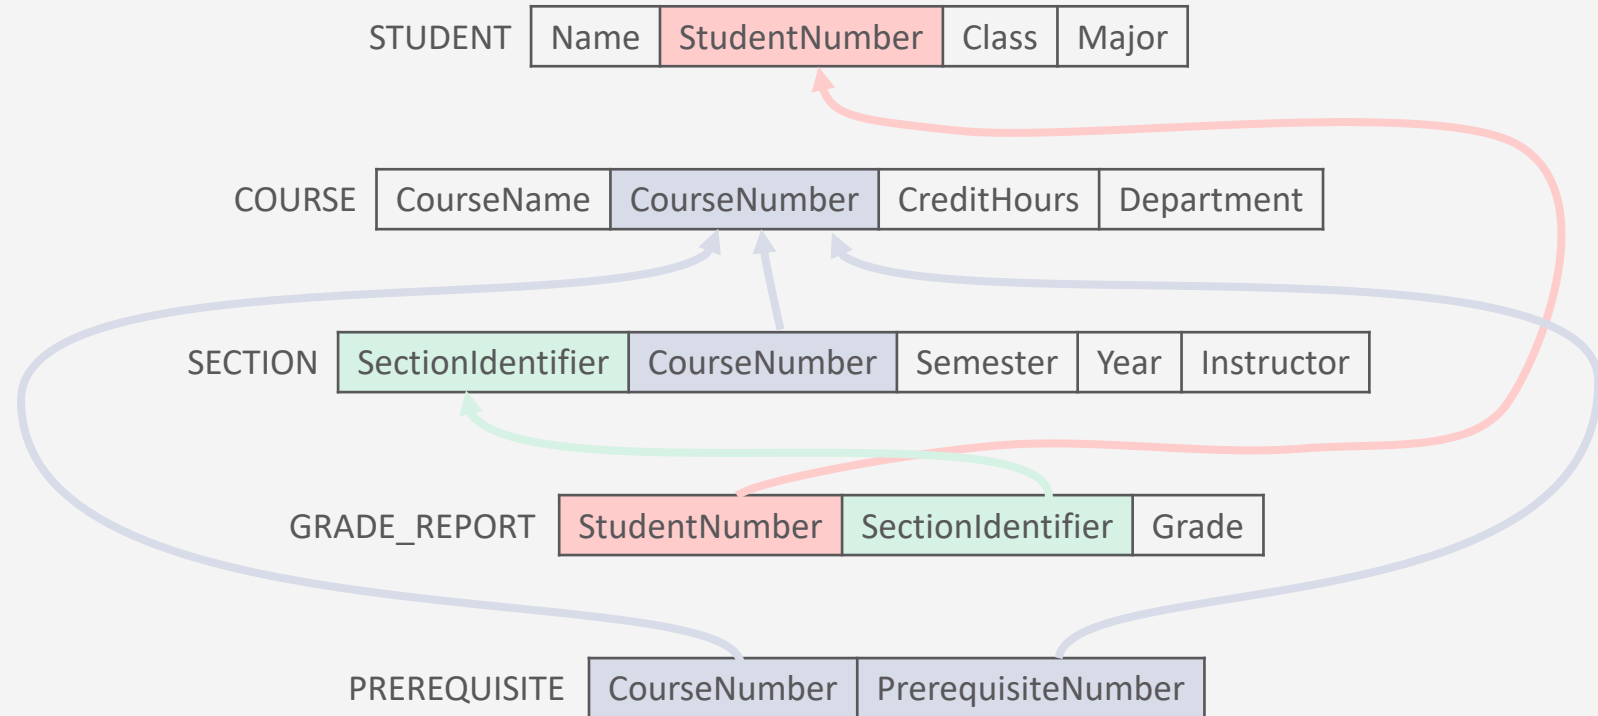 STUDENT Name StudentNumber Class Major
COURSE CourseName CourseNumber CreditHours Department
SECTION SectionIdentifier CourseNumber Semester Year Instructor
GRADE_REPORT StudentNumber SectionIdentifier Grade
PREREQUISITE CourseNumber PrerequisiteNumber